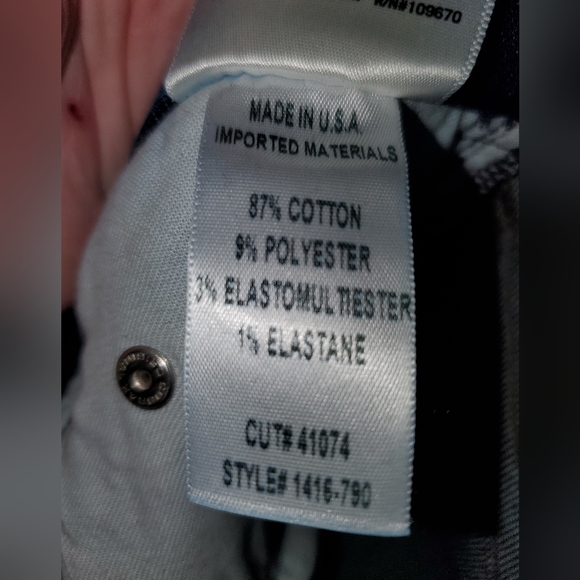 RN#109670
MADE IN U.S.A.
IMPORTED MATERIALS
87% COTTON
9% POLYESTER
3% ELASTOMULTIESTER
1% ELASTANE
CUT# 41074
STYLE# 1416-790